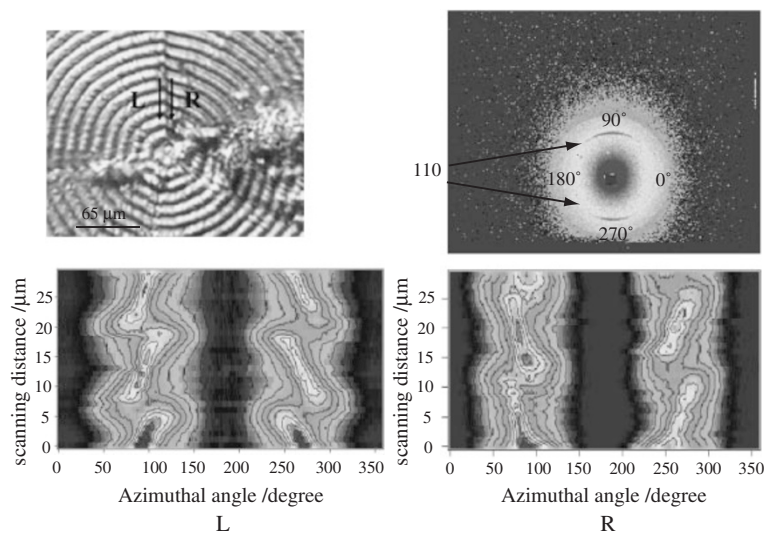 L R
65 µm
110
90°
180° 0°
270°
scanning distance /µm
25
20
15
10
5
0
0 50 100 150 200 250 300 350
Azimuthal angle /degree
L
scanning distance /µm
25
20
15
10
5
0
0 50 100 150 200 250 300 350
Azimuthal angle /degree
R